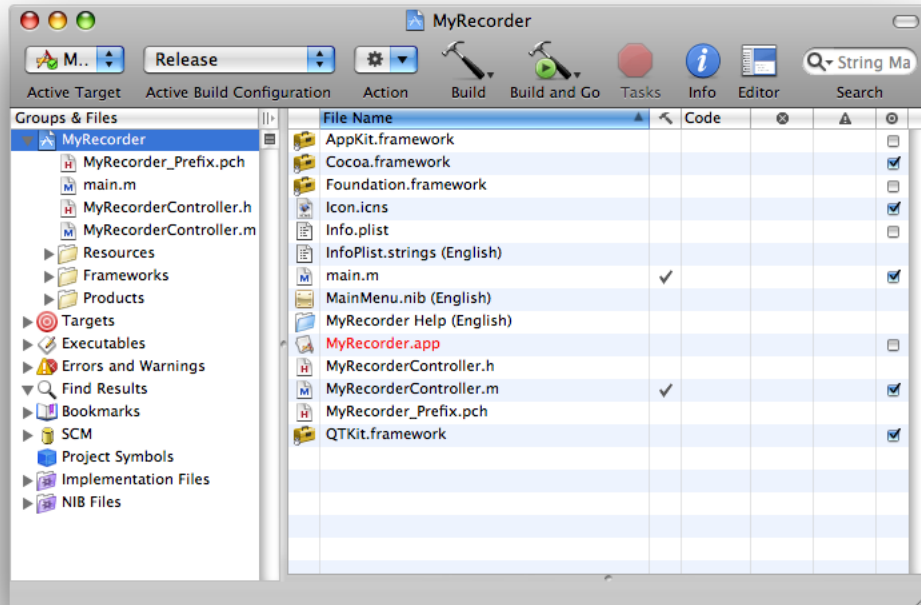 MyRecorder
M.. Release String Ma
Active Target Active Build Configuration Action Build Build and Go Tasks Info Editor Search
Groups & Files
MyRecorder
MyRecorder_Prefix.pch
main.m
MyRecorderController.h
MyRecorderController.m
Resources
Frameworks
Products
Targets
Executables
Errors and Warnings
Find Results
Bookmarks
SCM
Project Symbols
Implementation Files
NIB Files
File Name Code
AppKit.framework
Cocoa.framework
Foundation.framework
Icon.icns
Info.plist
InfoPlist.strings (English)
main.m
MainMenu.nib (English)
MyRecorder Help (English)
MyRecorder.app
MyRecorderController.h
MyRecorderController.m
MyRecorder_Prefix.pch
QTKit.framework